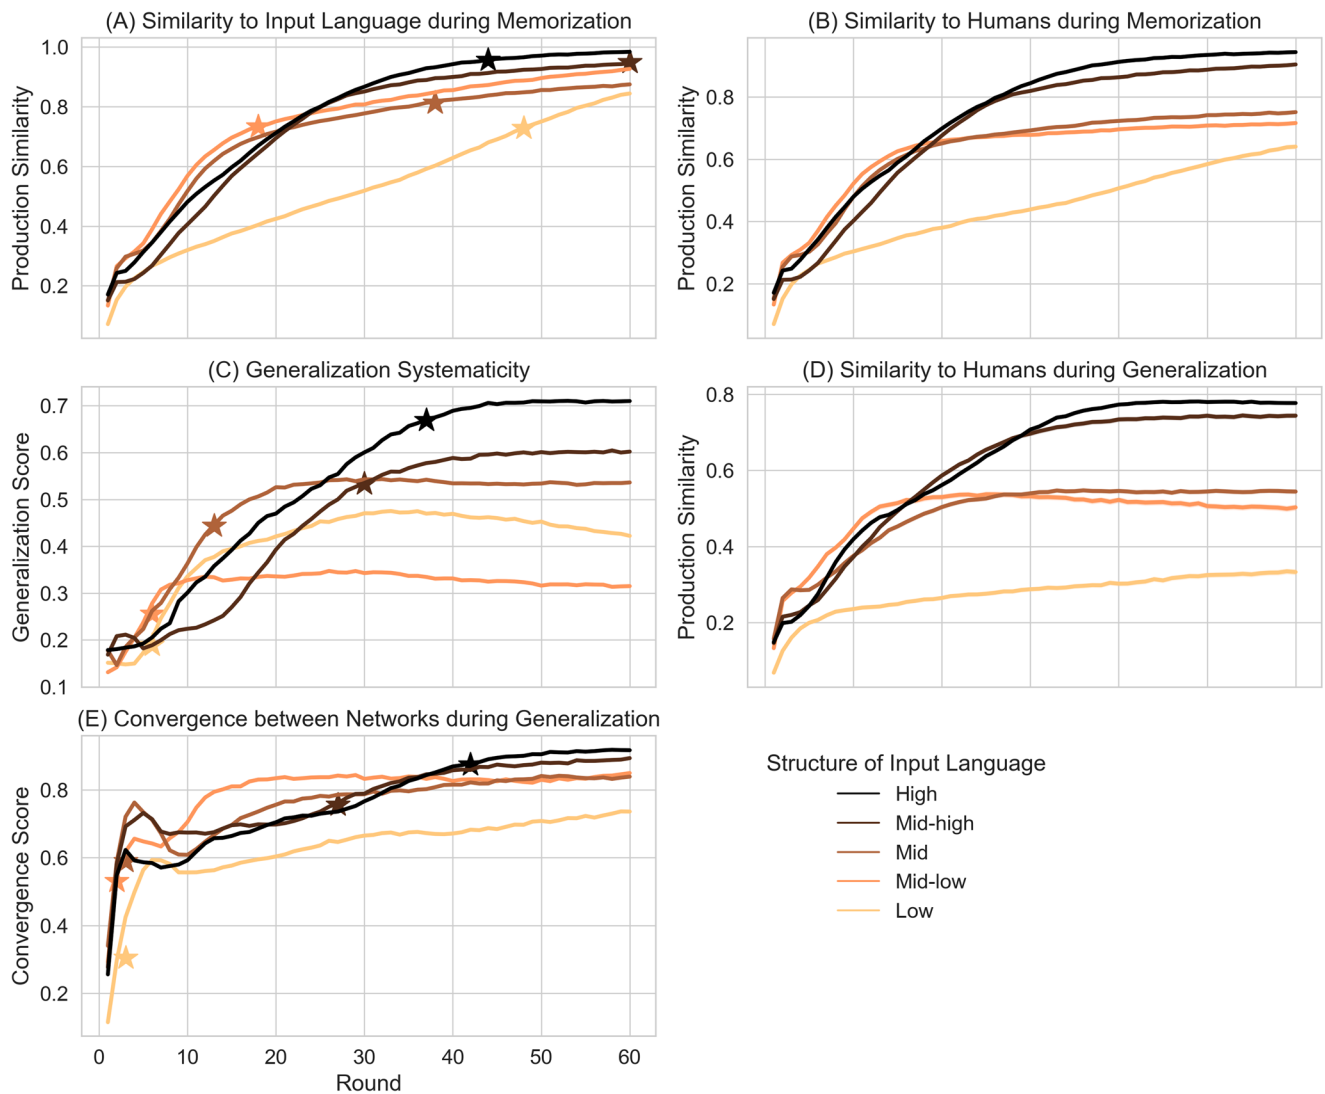 (A) Similarity to Input Language during Memorization
Production Similarity
1.0
0.8
0.6
0.4
0.2
(B) Similarity to Humans during Memorization
Production Similarity
0.8
0.6
0.4
0.2
(C) Generalization Systematicity
Generalization Score
0.7
0.6
0.5
0.4
0.3
0.2
0.1
(D) Similarity to Humans during Generalization
Production Similarity
0.8
0.6
0.4
0.2
(E) Convergence between Networks during Generalization
Convergence Score
0.8
0.6
0.4
0.2
0 10 20 30 40 50 60
Round
Structure of Input Language
High
Mid-high
Mid
Mid-low
Low